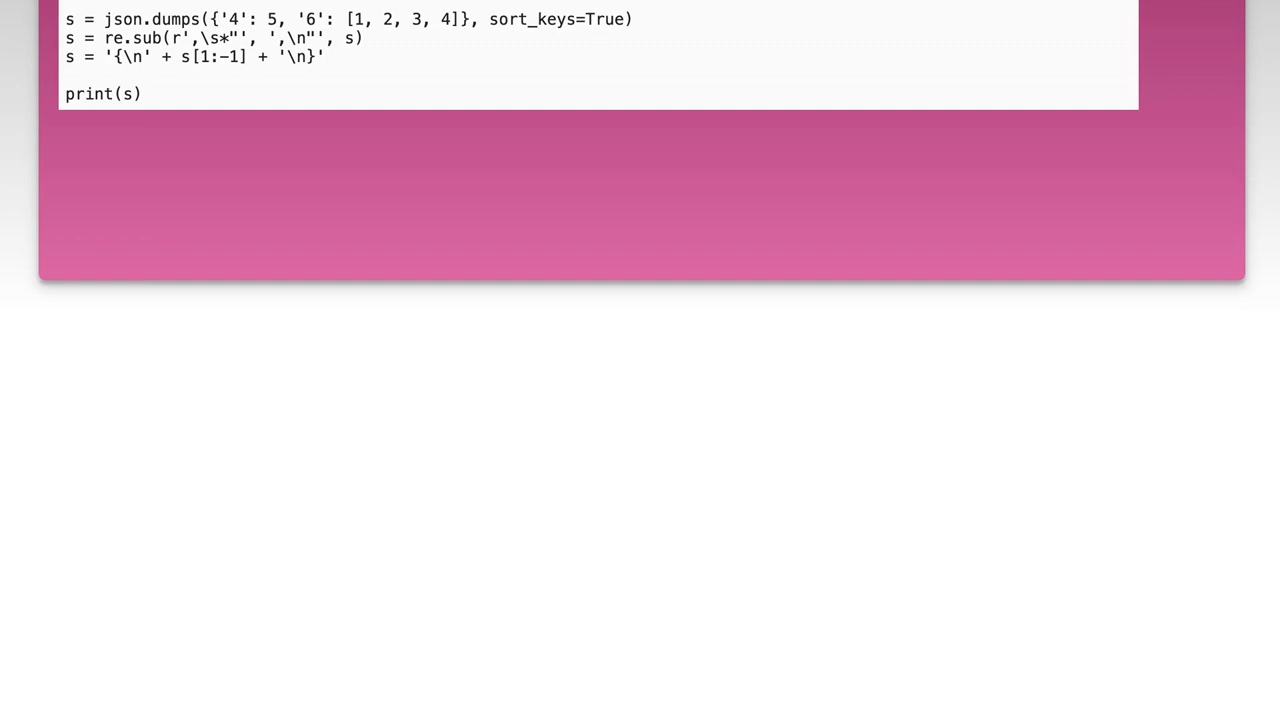 s = json.dumps({'4': 5, '6': [1, 2, 3, 4]}, sort_keys=True)
s = re.sub(r',\s*"', ',\n"', s)
s = '{\n' + s[1:-1] + '\n}'
print(s)